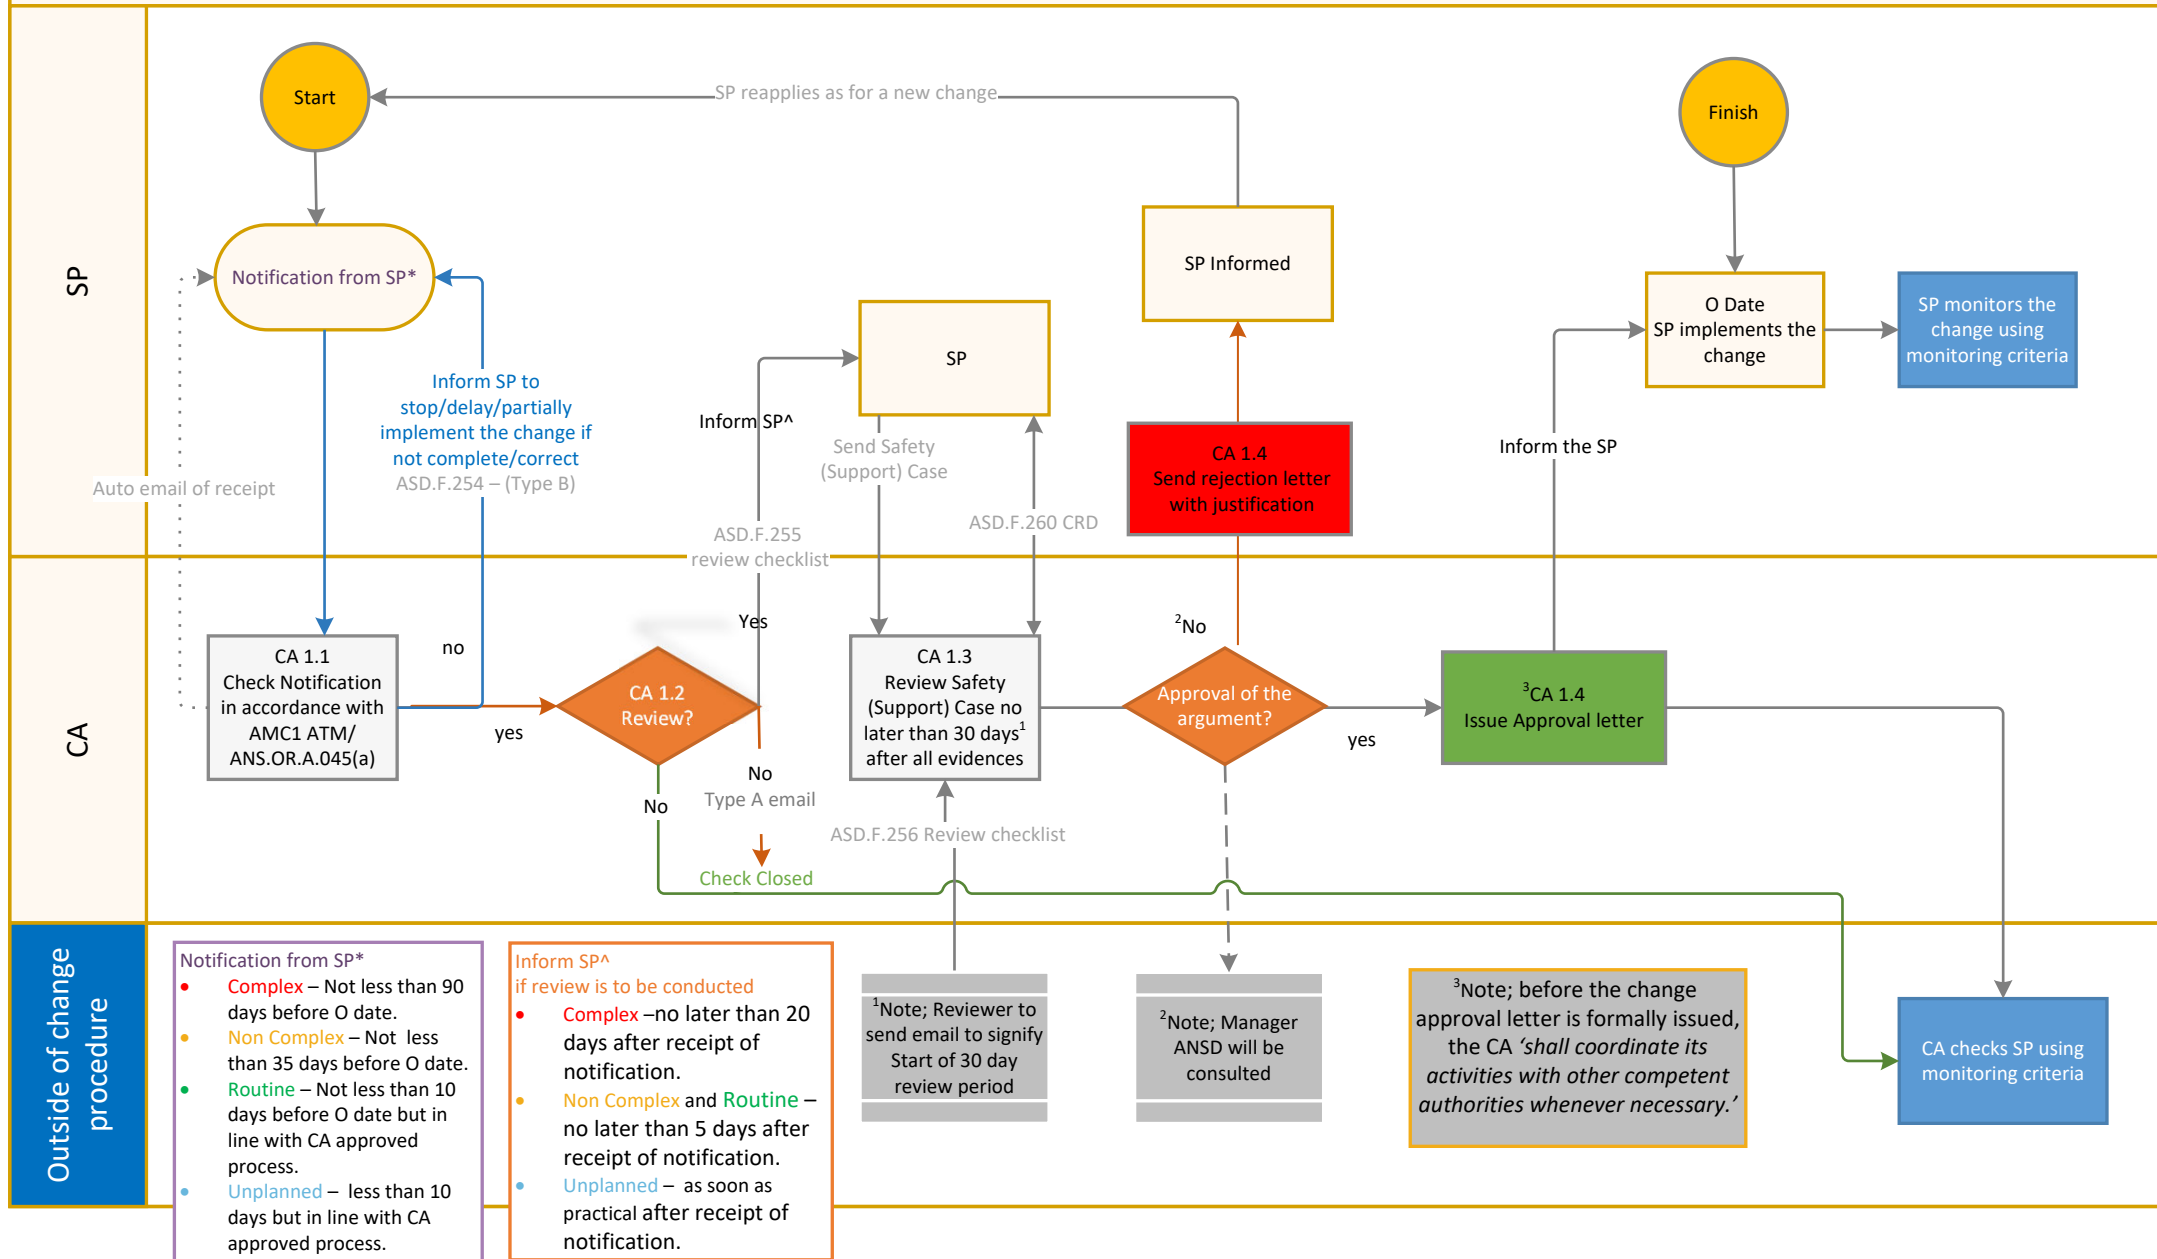 SP
Start
SP reapplies as for a new change
Finish
Notification from SP*
SP Informed
O Date
SP implements the
change
SP monitors the
change using
monitoring criteria
SP
Inform SP to
stop/delay/partially
implement the change if
not complete/correct
ASD.F.254 – (Type B)
Auto email of receipt
Inform SP^
Send Safety
(Support) Case
ASD.F.255
review checklist
ASD.F.260 CRD
CA 1.4
Send rejection letter
with justification
Inform the SP
CA
CA 1.1
Check Notification
in accordance with
AMC1 ATM/
ANS.OR.A.045(a)
no
yes
CA 1.2
Review?
Yes
No
Type A email
Check Closed
No
CA 1.3
Review Safety
(Support) Case no
later than 30 days1
after all evidences
ASD.F.256 Review checklist
2No
Approval of the
argument?
yes
3CA 1.4
Issue Approval letter
Outside of change
procedure
Notification from SP*
• Complex – Not less than 90
days before O date.
• Non Complex – Not less
than 35 days before O date.
• Routine – Not less than 10
days before O date but in
line with CA approved
process.
• Unplanned – less than 10
days but in line with CA
approved process.
Inform SP^
if review is to be conducted
• Complex –no later than 20
days after receipt of
notification.
• Non Complex and Routine –
no later than 5 days after
receipt of notification.
• Unplanned – as soon as
practical after receipt of
notification.
1Note; Reviewer to
send email to signify
Start of 30 day
review period
2Note; Manager
ANSD will be
consulted
3Note; before the change
approval letter is formally issued,
the CA ‘shall coordinate its
activities with other competent
authorities whenever necessary.’
CA checks SP using
monitoring criteria